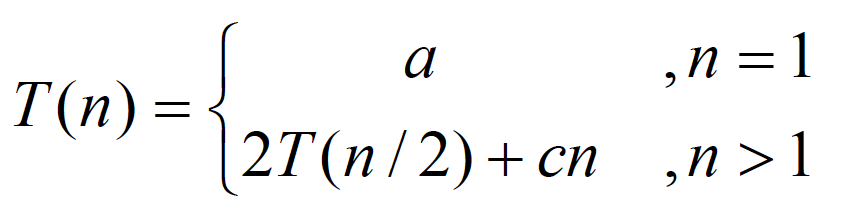 a , n = 1
T(n) = {
2T(n / 2) + cn , n > 1